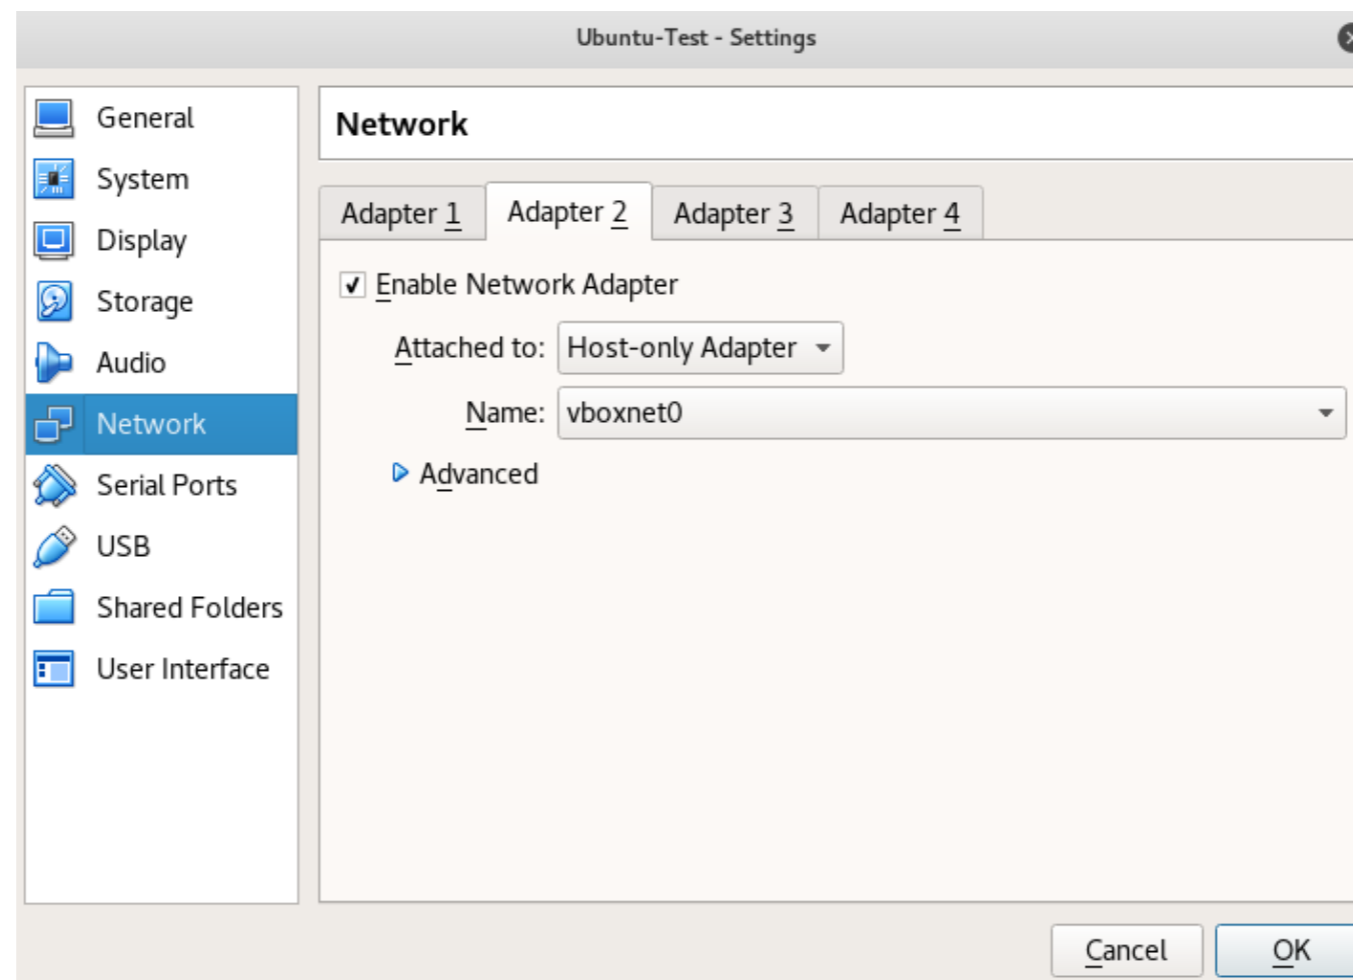 Ubuntu-Test - Settings
General
System
Display
Storage
Audio
Network
Serial Ports
USB
Shared Folders
User Interface
Network
Adapter 1 Adapter 2 Adapter 3 Adapter 4
Enable Network Adapter
Attached to: Host-only Adapter
Name: vboxnet0
Advanced
Cancel OK